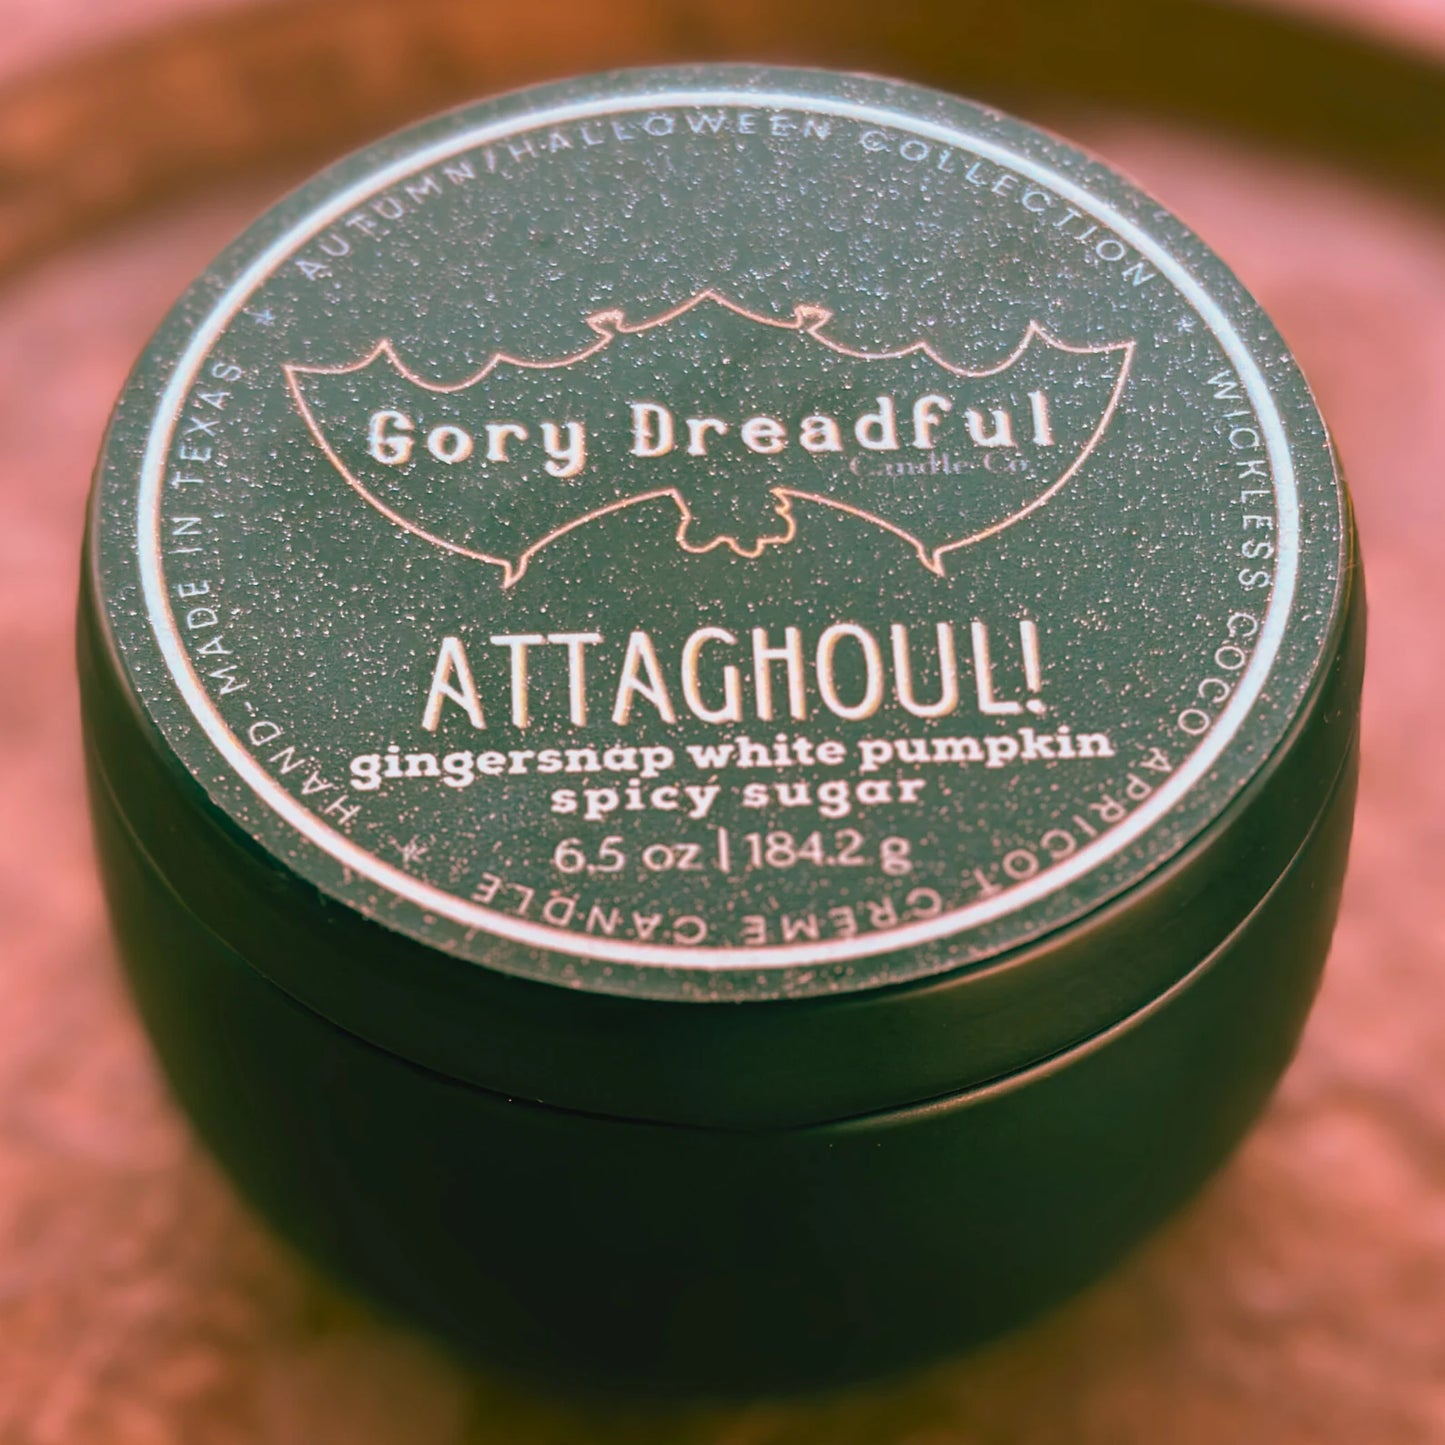 * AUTUMN/HALLOWEEN COLLECTION
* WICKLESS COCO APRICOT CREME CANDLE
* HAND-MADE IN TEXAS
Gory Dreadful
Candle Co
ATTAGHOUL!
gingersnap white pumpkin
spicy sugar
6.5 oz | 184.2 g